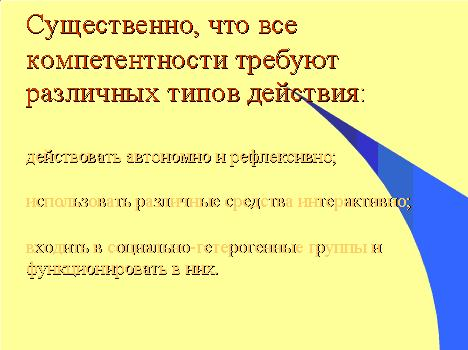 Существенно, что все
компетентности требуют
различных типов действия:
действовать автономно и рефлексивно;
использовать различные средства интерактивно;
входить в социально-гетерогенные группы и
функционировать в них.